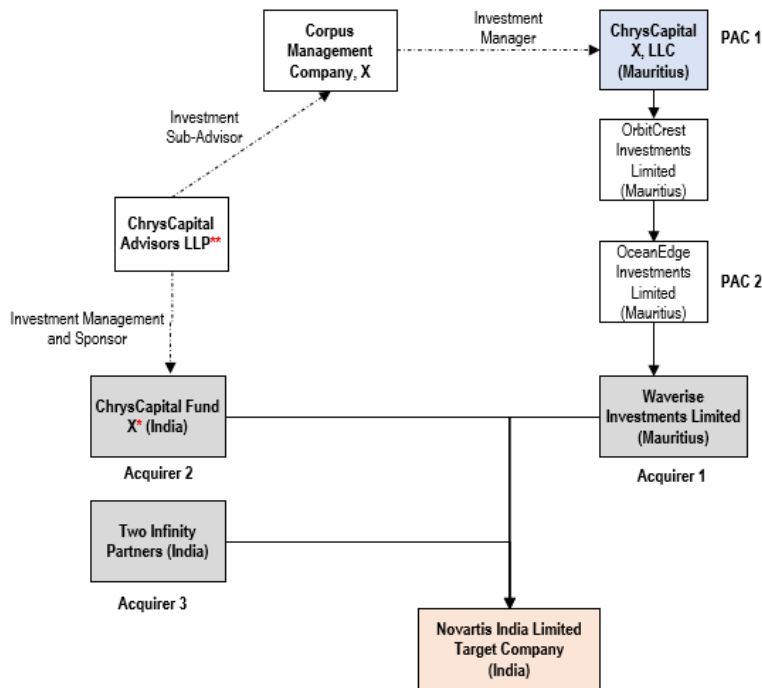 Corpus
Management
Company, X
Investment
Manager
ChrysCapital
X, LLC
(Mauritius)
PAC 1
Investment
Sub-Advisor
OrbitCrest
Investments
Limited
(Mauritius)
ChrysCapital
Advisors LLP**
OceanEdge
Investments
Limited
(Mauritius)
PAC 2
Investment Management
and Sponsor
ChrysCapital Fund
X* (India)
Acquirer 2
Waverise
Investments Limited
(Mauritius)
Acquirer 1
Two Infinity
Partners (India)
Acquirer 3
Novartis India Limited
Target Company
(India)